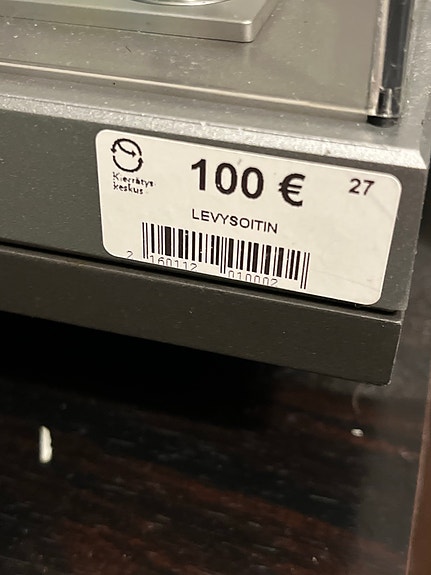 Kierrätys-
keskus
100 €
27
LEVYSOITIN
2 160112 010002